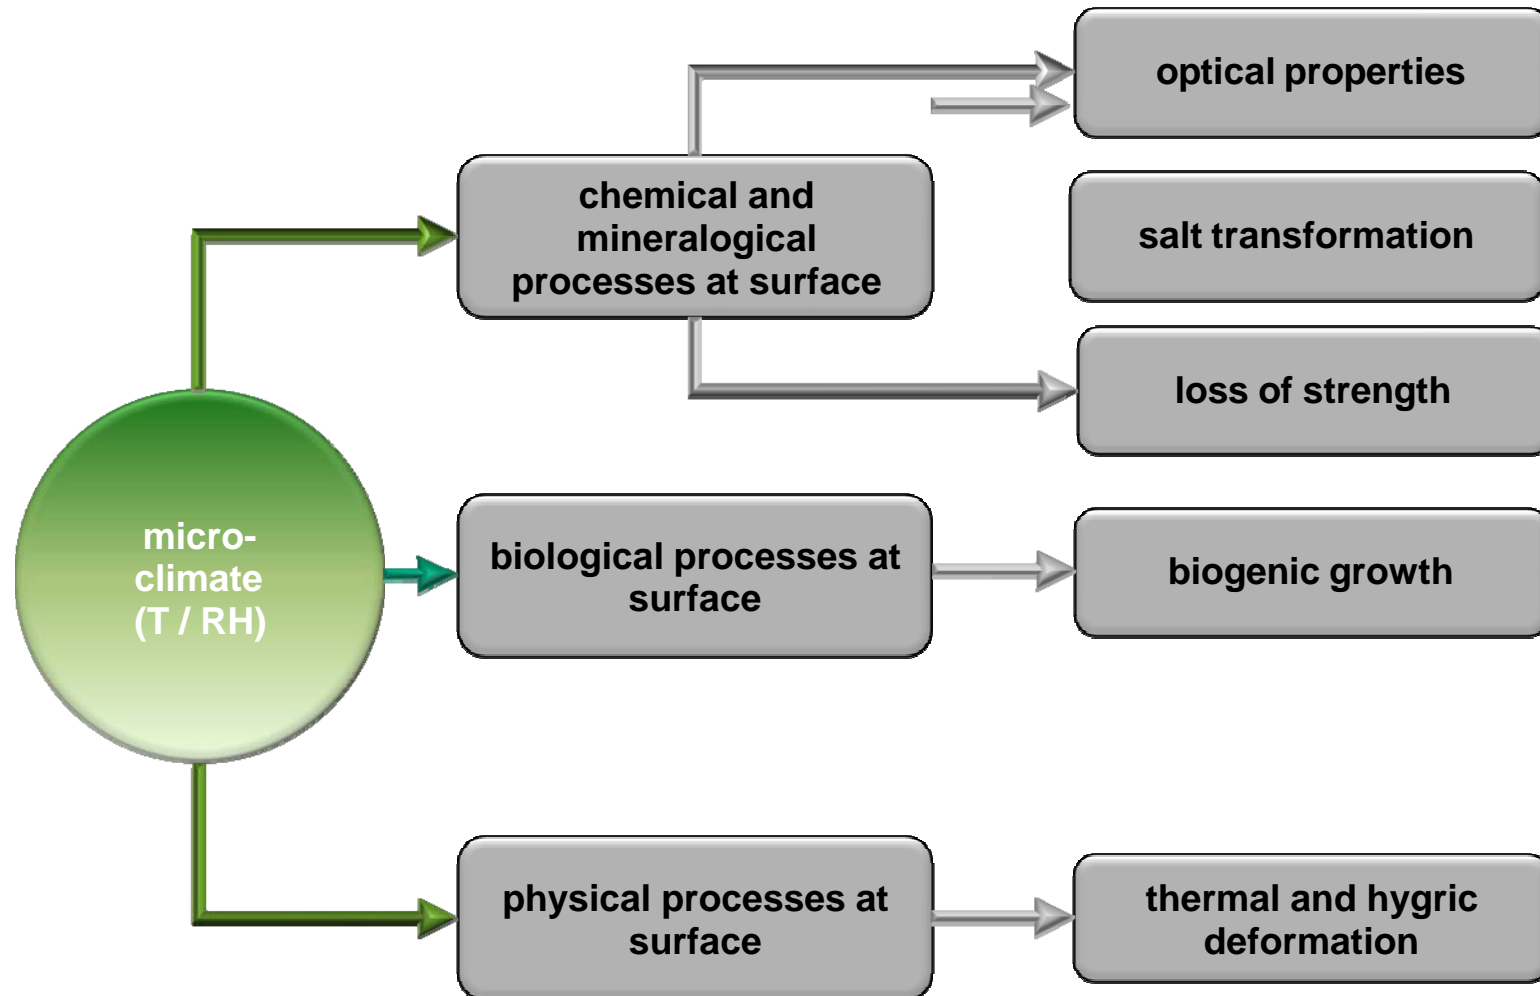 optical properties
chemical and
mineralogical
processes at surface
salt transformation
loss of strength
micro-
climate
(T / RH)
biological processes at
surface
biogenic growth
physical processes at
surface
thermal and hygric
deformation